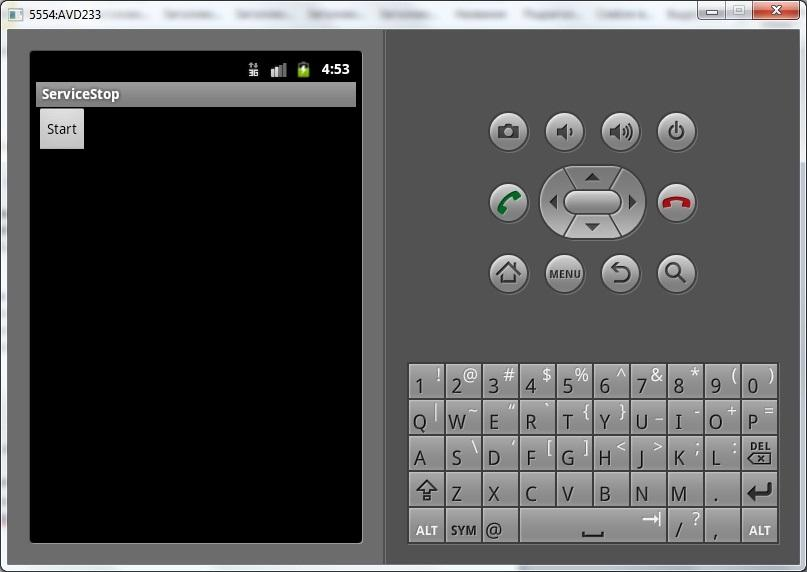 5554:AVD233
3G 4:53
ServiceStop
Start
MENU
1 ! 2 @ 3 # 4 $ 5 % 6 ^ 7 & 8 * 9 ( 0 )
Q | W ~ E “ R ` T { Y } U _ I - O + P =
A S \ D ‘ F [ G ] H < J > K ; L : DEL
Z X C V B N M .
ALT SYM @ / ? , ALT